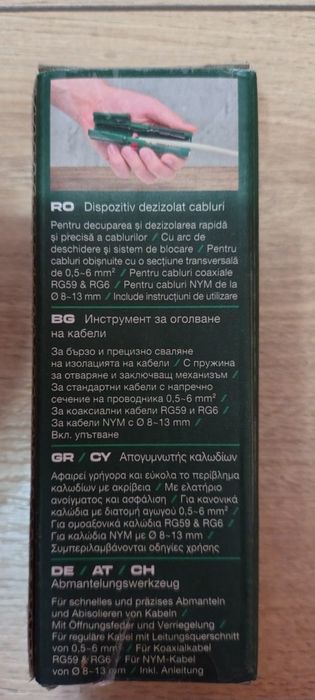 RO Dispozitiv dezizolat cabluri
Pentru decuparea și dezizolarea rapidă
și precisă a cablurilor / Cu arc de
deschidere și sistem de blocare / Pentru
cabluri obișnuite cu o secțiune transversală
de 0,5–6 mm² / Pentru cabluri coaxiale
RG59 & RG6 / Pentru cabluri NYM de la
Ø 8–13 mm / Include instrucțiuni de utilizare
BG Инструмент за оголване
на кабели
За бързо и прецизно сваляне
на изолацията на кабели / С пружина
за отваряне и заключващ механизъм /
За стандартни кабели с напречно
сечение на проводника 0,5–6 mm² /
За коаксиални кабели RG59 и RG6 /
За кабели NYM с Ø 8–13 mm /
Вкл. упътване
GR / CY Απογυμνωτής καλωδίων
Αφαιρεί γρήγορα και εύκολα το περίβλημα
καλωδίων με ακρίβεια / Με ελατήριο
ανοίγματος και ασφάλιση / Για κανονικά
καλώδια με διατομή αγωγού 0,5–6 mm² /
Για ομοαξονικά καλώδια RG59 & RG6 /
Για καλώδια NYM με Ø 8–13 mm /
Συμπεριλαμβάνονται οδηγίες χρήσης
DE / AT / CH
Abmantelungswerkzeug
Für schnelles und präzises Abmanteln
und Abisolieren von Kabeln /
Mit Öffnungsfeder und Verriegelung /
Für reguläre Kabel mit Leitungsquerschnitt
von 0,5–6 mm² / Für Koaxialkabel
RG59 & RG6 / Für NYM-Kabel
von Ø 8–13 mm / Inkl. Anleitung